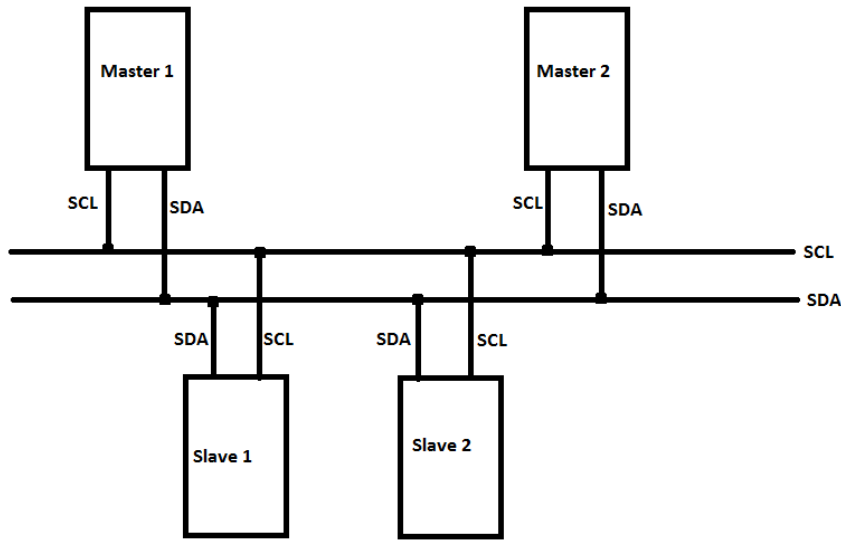 Master 1
Master 2
SCL
SDA
SCL
SDA
SCL
SDA
SDA
SCL
SDA
SCL
Slave 1
Slave 2